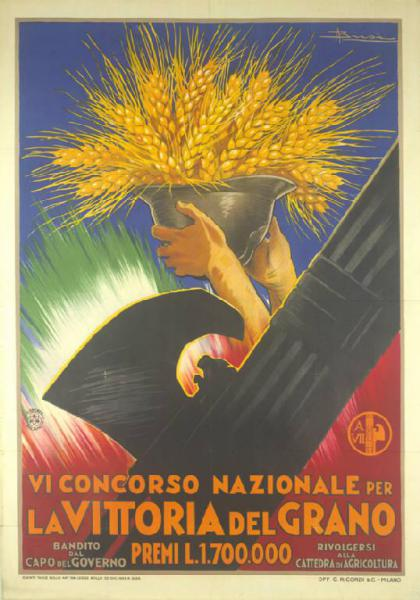 VI CONCORSO NAZIONALE PER
LA VITTORIA DEL GRANO
BANDITO
DAL
CAPO DEL GOVERNO
PREMI L.1.700.000
RIVOLGERSI
ALLA
CATTEDRA DI AGRICOLTURA
A
VII
OFF. G. RICORDI & C. - MILANO